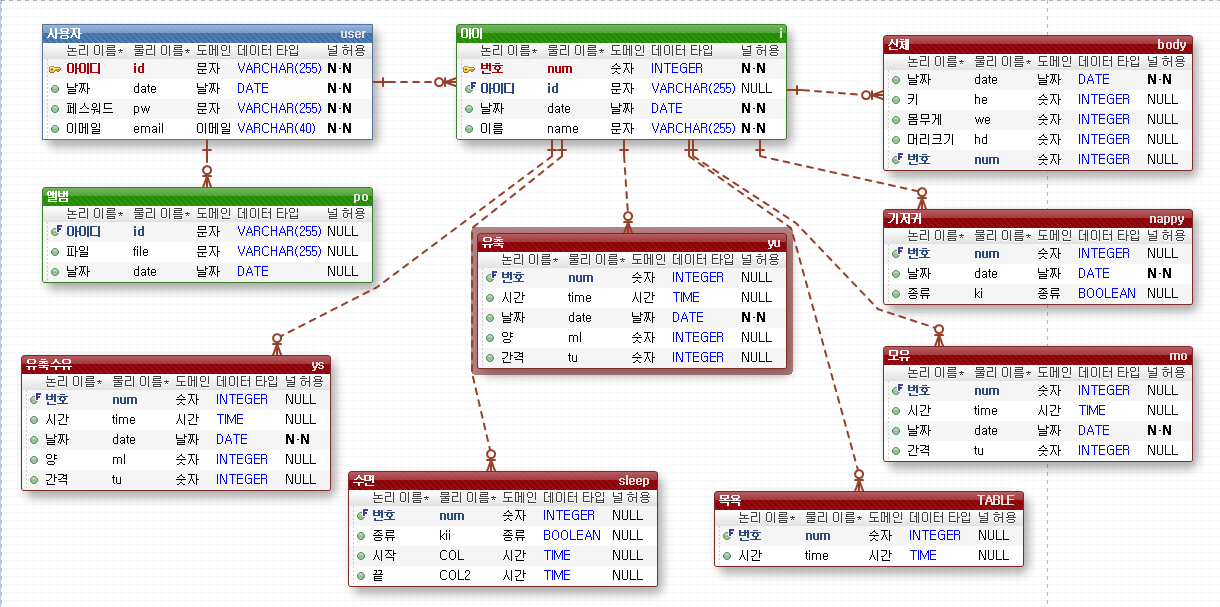 사용자 user
논리 이름* 물리 이름* 도메인 데이터 타입 널 허용
아이디 id 문자 VARCHAR(255) N·N
날짜 date 날짜 DATE N·N
페스워드 pw 문자 VARCHAR(255) N·N
이메일 email 이메일 VARCHAR(40) N·N
아이 i
논리 이름* 물리 이름* 도메인 데이터 타입 널 허용
번호 num 숫자 INTEGER N·N
아이디 id 문자 VARCHAR(255) NULL
날짜 date 날짜 DATE N·N
이름 name 문자 VARCHAR(255) N·N
신체 body
논리 이름* 물리 이름* 도메인 데이터 타입 널 허용
날짜 date 날짜 DATE N·N
키 he 숫자 INTEGER NULL
몸무게 we 숫자 INTEGER NULL
머리크기 hd 숫자 INTEGER NULL
번호 num 숫자 INTEGER NULL
앨범 po
논리 이름* 물리 이름* 도메인 데이터 타입 널 허용
아이디 id 문자 VARCHAR(255) NULL
파일 file 문자 VARCHAR(255) NULL
날짜 date 날짜 DATE NULL
유축 yu
논리 이름* 물리 이름* 도메인 데이터 타입 널 허용
번호 num 숫자 INTEGER NULL
시간 time 시간 TIME NULL
날짜 date 날짜 DATE N·N
양 ml 숫자 INTEGER NULL
간격 tu 숫자 INTEGER NULL
기저귀 nappy
논리 이름* 물리 이름* 도메인 데이터 타입 널 허용
번호 num 숫자 INTEGER NULL
날짜 date 날짜 DATE N·N
종류 ki 종류 BOOLEAN NULL
유축수유 ys
논리 이름* 물리 이름* 도메인 데이터 타입 널 허용
번호 num 숫자 INTEGER NULL
시간 time 시간 TIME NULL
날짜 date 날짜 DATE N·N
양 ml 숫자 INTEGER NULL
간격 tu 숫자 INTEGER NULL
모유 mo
논리 이름* 물리 이름* 도메인 데이터 타입 널 허용
번호 num 숫자 INTEGER NULL
시간 time 시간 TIME NULL
날짜 date 날짜 DATE N·N
간격 tu 숫자 INTEGER NULL
수면 sleep
논리 이름* 물리 이름* 도메인 데이터 타입 널 허용
번호 num 숫자 INTEGER NULL
종류 kii 종류 BOOLEAN NULL
시작 COL 시간 TIME NULL
끝 COL2 시간 TIME NULL
목욕 TABLE
논리 이름* 물리 이름* 도메인 데이터 타입 널 허용
번호 num 숫자 INTEGER NULL
시간 time 시간 TIME NULL